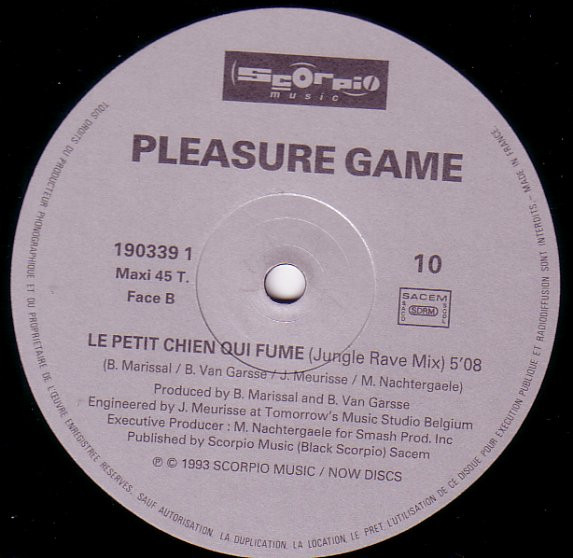 Scorpio
music
PLEASURE GAME
190339 1
Maxi 45 T.
Face B
10
SACEM
SDRM
SACD
SGDL
LE PETIT CHIEN QUI FUME (Jungle Rave Mix) 5'08
(B. Marissal / B. Van Garsse / J. Meurisse / M. Nachtergaele)
Produced by B. Marissal and B. Van Garsse
Engineered by J. Meurisse at Tomorrow's Music Studio Belgium
Executive Producer : M. Nachtergaele for Smash Prod. Inc
Published by Scorpio Music (Black Scorpio) Sacem
℗ © 1993 SCORPIO MUSIC / NOW DISCS
TOUS DROITS DU PRODUCTEUR PHONOGRAPHIQUE ET DU PROPRIETAIRE DE L'ŒUVRE ENREGISTREE RESERVES. SAUF AUTORISATION, LA DUPLICATION, LA LOCATION, LE PRET, L'UTILISATION DE CE DISQUE POUR EXECUTION PUBLIQUE ET RADIODIFFUSION SONT INTERDITS - MADE IN FRANCE.